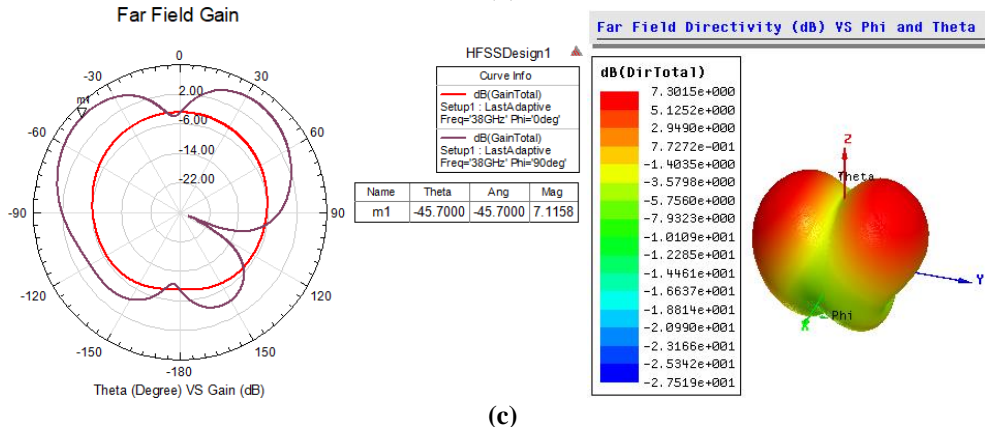 Far Field Gain
0
-30
30
m1
2.00
-60
60
-6.00
-14.00
-22.00
-90
90
-120
120
-150
150
-180
Theta (Degree) VS Gain (dB)
HFSSDesign1
Curve Info
dB(GainTotal)
Setup1 : LastAdaptive
Freq='38GHz' Phi='0deg'
dB(GainTotal)
Setup1 : LastAdaptive
Freq='38GHz' Phi='90deg'
Name Theta Ang Mag
m1 -45.7000 -45.7000 7.1158
Far Field Directivity (dB) VS Phi and Theta
dB(DirTotal)
7.3015e+000
5.1252e+000
2.9490e+000
7.7272e-001
-1.4035e+000
-3.5798e+000
-5.7560e+000
-7.9323e+000
-1.0109e+001
-1.2285e+001
-1.4461e+001
-1.6637e+001
-1.8814e+001
-2.0990e+001
-2.3166e+001
-2.5342e+001
-2.7519e+001
Z
Theta
Y
Phi
X
(c)